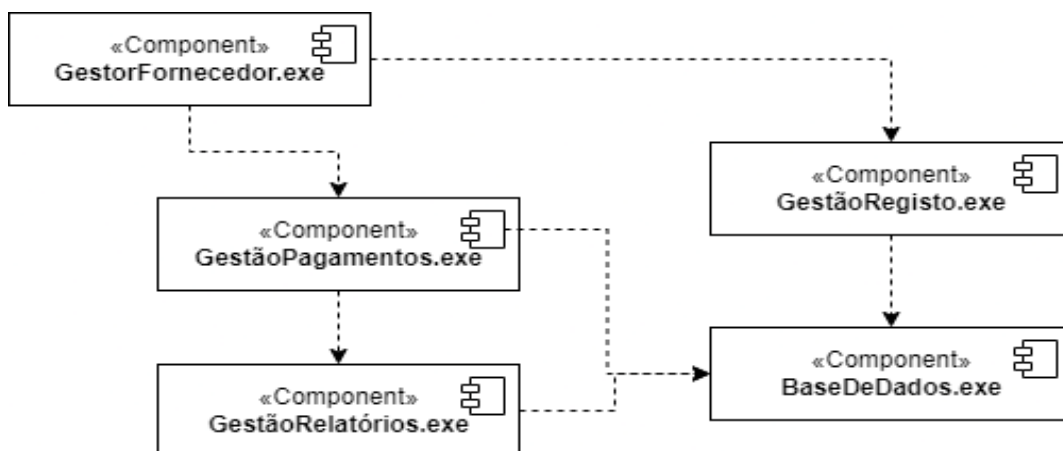 «Component»
GestorFornecedor.exe
«Component»
GestãoRegisto.exe
«Component»
GestãoPagamentos.exe
«Component»
BaseDeDados.exe
«Component»
GestãoRelatórios.exe